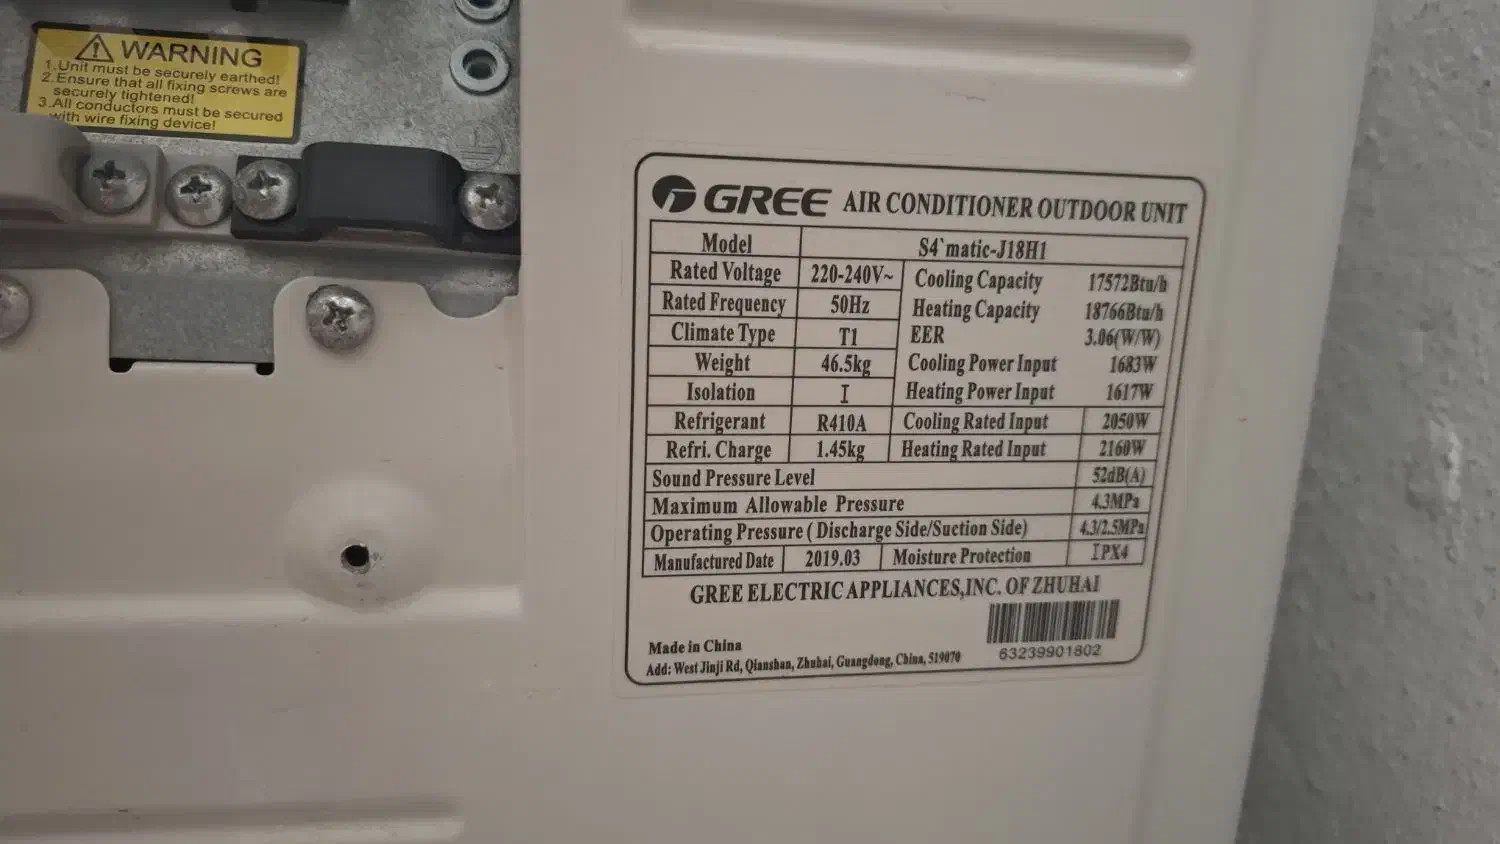 WARNING
1.Unit must be securely earthed!
2.Ensure that all fixing screws are
securely tightened!
3.All conductors must be secured
with wire fixing device!
GREE AIR CONDITIONER OUTDOOR UNIT
Model S4`matic-J18H1
Rated Voltage 220-240V~ Cooling Capacity 17572Btu/h
Rated Frequency 50Hz Heating Capacity 18766Btu/h
Climate Type T1 EER 3.06(W/W)
Weight 46.5kg Cooling Power Input 1683W
Isolation I Heating Power Input 1617W
Refrigerant R410A Cooling Rated Input 2050W
Refri. Charge 1.45kg Heating Rated Input 2160W
Sound Pressure Level 52dB(A)
Maximum Allowable Pressure 4.3MPa
Operating Pressure ( Discharge Side/Suction Side) 4.3/2.5MPa
Manufactured Date 2019.03 Moisture Protection IPX4
GREE ELECTRIC APPLIANCES,INC. OF ZHUHAI
Made in China
Add: West Jinji Rd, Qianshan, Zhuhai, Guangdong, China, 519070
63239901802